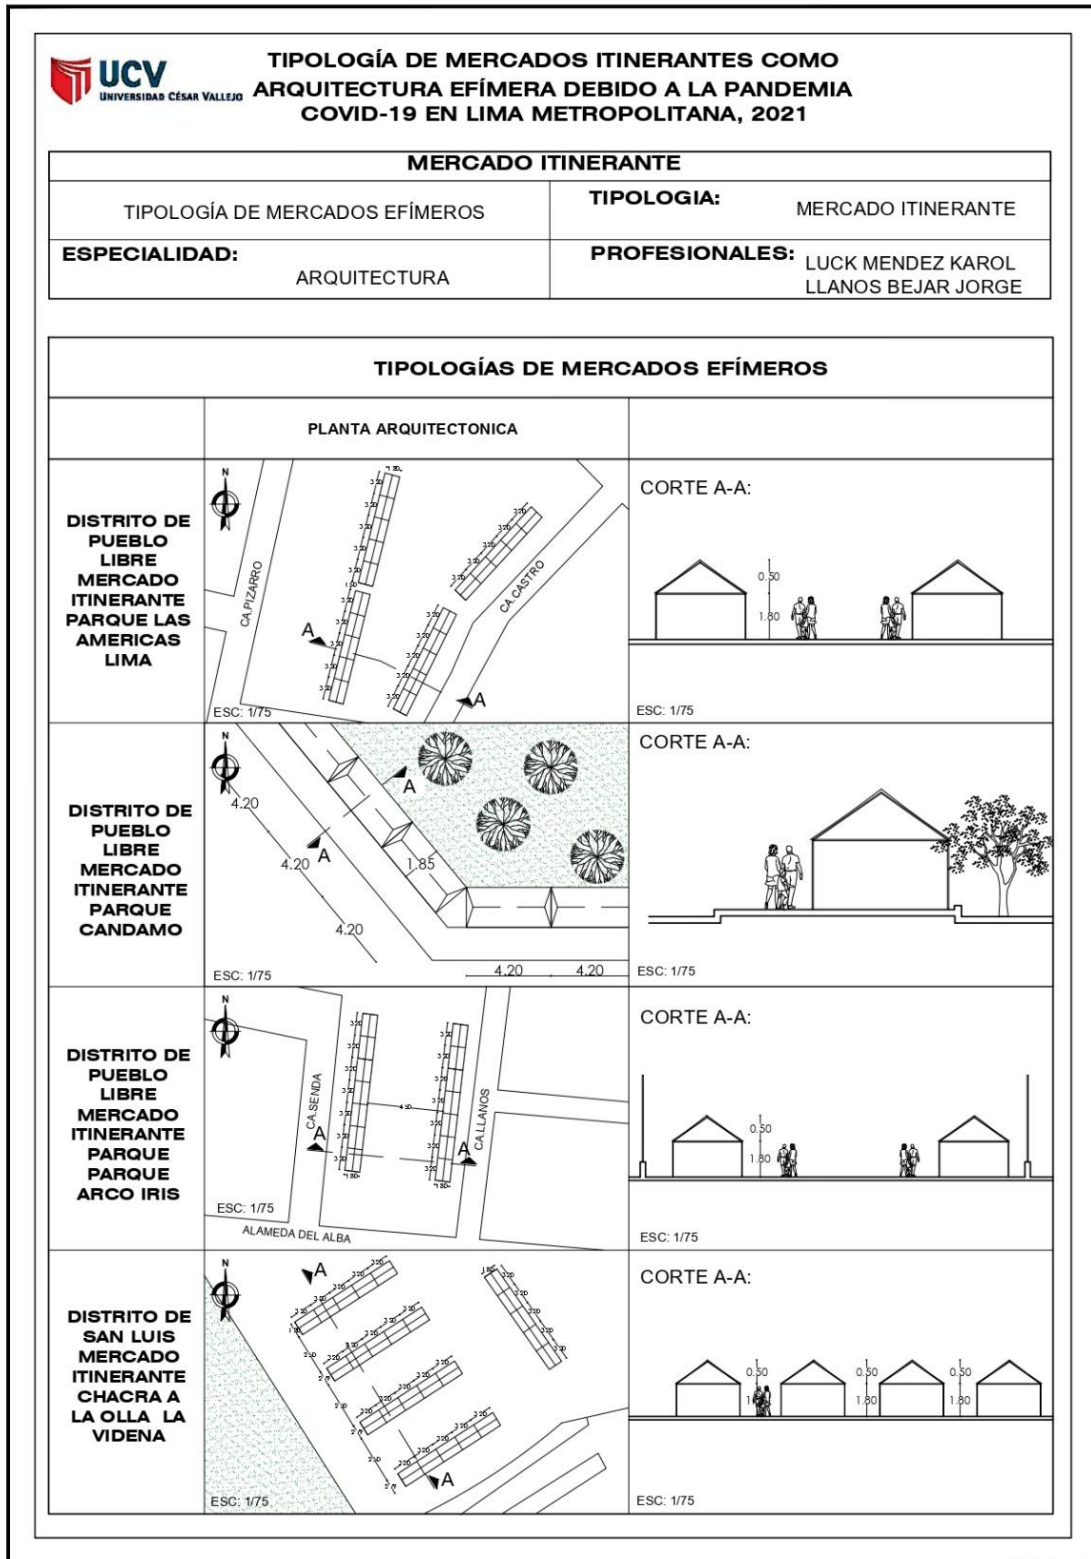 UCV
UNIVERSIDAD CÉSAR VALLEJO
TIPOLOGÍA DE MERCADOS ITINERANTES COMO
ARQUITECTURA EFÍMERA DEBIDO A LA PANDEMIA
COVID-19 EN LIMA METROPOLITANA, 2021
MERCADO ITINERANTE
TIPOLOGÍA DE MERCADOS EFÍMEROS
TIPOLOGIA: MERCADO ITINERANTE
ESPECIALIDAD:
ARQUITECTURA
PROFESIONALES: LUCK MENDEZ KAROL
LLANOS BEJAR JORGE
TIPOLOGÍAS DE MERCADOS EFÍMEROS
PLANTA ARQUITECTONICA
DISTRITO DE
PUEBLO
LIBRE
MERCADO
ITINERANTE
PARQUE LAS
AMERICAS
LIMA
N
CA.PIZARRO
CA.CASTRO
A
A
3.20
3.20
3.20
3.20
ESC: 1/75
CORTE A-A:
0.50
1.80
ESC: 1/75
DISTRITO DE
PUEBLO
LIBRE
MERCADO
ITINERANTE
PARQUE
CANDAMO
N
4.20
4.20
4.20
A
A
1.85
4.20
4.20
ESC: 1/75
CORTE A-A:
ESC: 1/75
DISTRITO DE
PUEBLO
LIBRE
MERCADO
ITINERANTE
PARQUE
PARQUE
ARCO IRIS
N
CA.SENDA
CA.LLANOS
A
A
ESC: 1/75
ALAMEDA DEL ALBA
CORTE A-A:
0.50
1.80
ESC: 1/75
DISTRITO DE
SAN LUIS
MERCADO
ITINERANTE
CHACRA A
LA OLLA LA
VIDENA
N
A
A
ESC: 1/75
CORTE A-A:
0.50
0.50
0.50
1.80
1.80
ESC: 1/75